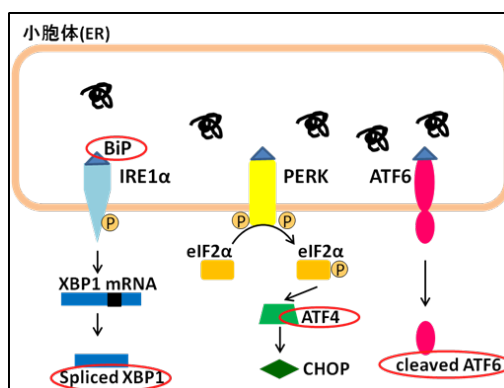 小胞体(ER)
BiP
IRE1α
PERK
ATF6
P
P
P
eIF2α
eIF2α
P
XBP1 mRNA
ATF4
Spliced XBP1
CHOP
cleaved ATF6